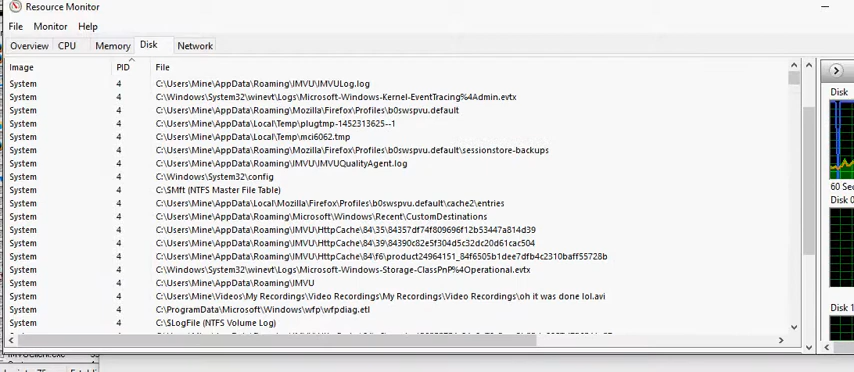 Resource Monitor
File Monitor Help
Overview CPU Memory Disk Network
Image PID File
System 4 C:\Users\Mine\AppData\Roaming\IMVU\IMVULog.log
System 4 C:\Windows\System32\winevt\Logs\Microsoft-Windows-Kernel-EventTracing%4Admin.evtx
System 4 C:\Users\Mine\AppData\Roaming\Mozilla\Firefox\Profiles\b0swspvu.default
System 4 C:\Users\Mine\AppData\Local\Temp\plugtmp-1452313625--1
System 4 C:\Users\Mine\AppData\Local\Temp\mci6062.tmp
System 4 C:\Users\Mine\AppData\Roaming\Mozilla\Firefox\Profiles\b0swspvu.default\sessionstore-backups
System 4 C:\Users\Mine\AppData\Roaming\IMVU\IMVUQualityAgent.log
System 4 C:\Windows\System32\config
System 4 C:\$Mft (NTFS Master File Table)
System 4 C:\Users\Mine\AppData\Local\Mozilla\Firefox\Profiles\b0swspvu.default\cache2\entries
System 4 C:\Users\Mine\AppData\Roaming\Microsoft\Windows\Recent\CustomDestinations
System 4 C:\Users\Mine\AppData\Roaming\IMVU\HttpCache\84\35\84357df74f809696f12b53447a814d39
System 4 C:\Users\Mine\AppData\Roaming\IMVU\HttpCache\84\39\84390c82e5f304d5c32dc20d61cac504
System 4 C:\Users\Mine\AppData\Roaming\IMVU\HttpCache\84\f6\product24964151_84f6505b1dee7dfb4c2310baff55728b
System 4 C:\Windows\System32\winevt\Logs\Microsoft-Windows-Storage-ClassPnP%4Operational.evtx
System 4 C:\Users\Mine\AppData\Roaming\IMVU
System 4 C:\Users\Mine\Videos\My Recordings\Video Recordings\My Recordings\Video Recordings\oh it was done lol.avi
System 4 C:\ProgramData\Microsoft\Windows\wfp\wfpdiag.etl
System 4 C:\$LogFile (NTFS Volume Log)
Disk
60 Sec
Disk 0
Disk 1